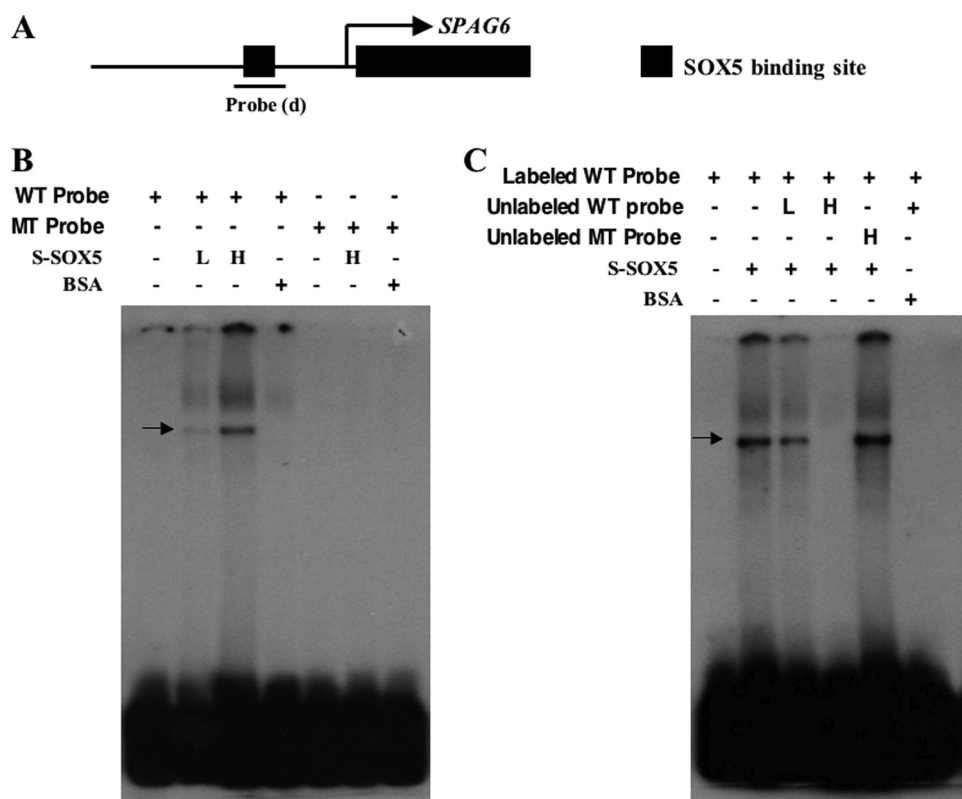 A
SPAG6
SOX5 binding site
Probe (d)
B
WT Probe + + + + - - -
MT Probe - - - - + + +
S-SOX5 - L H - - H -
BSA - - - + - - +
C
Labeled WT Probe + + + + + +
Unlabeled WT probe - - L H - +
Unlabeled MT Probe - - - - H -
S-SOX5 - + + + + -
BSA - - - - - +